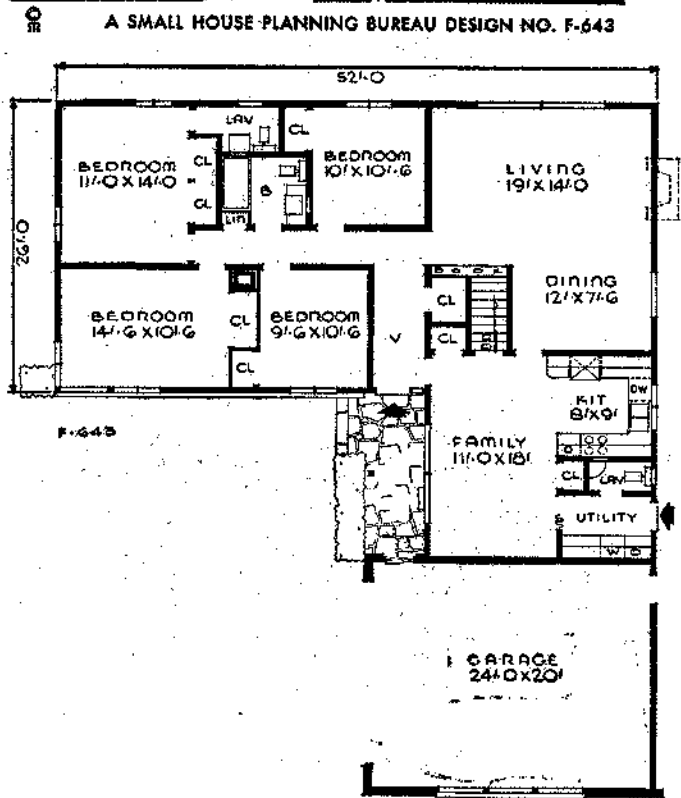 A SMALL HOUSE PLANNING BUREAU DESIGN NO. F-643
52'-0
26'-0
BEDROOM
11'-0 X 14'-0
CL
CL
LAV
CL
B
LIN
BEDROOM
10' X 10'-6
LIVING
19' X 14'-0
DINING
12' X 7'-6
BEDROOM
14'-6 X 10'-6
CL
CL
BEDROOM
9'-6 X 10'-6
V
CL
CL
KIT
8' X 9'
DW
FAMILY
11'-0 X 18'
CL
LAV
UTILITY
W D
F-643
GARAGE
24'-0 X 20'